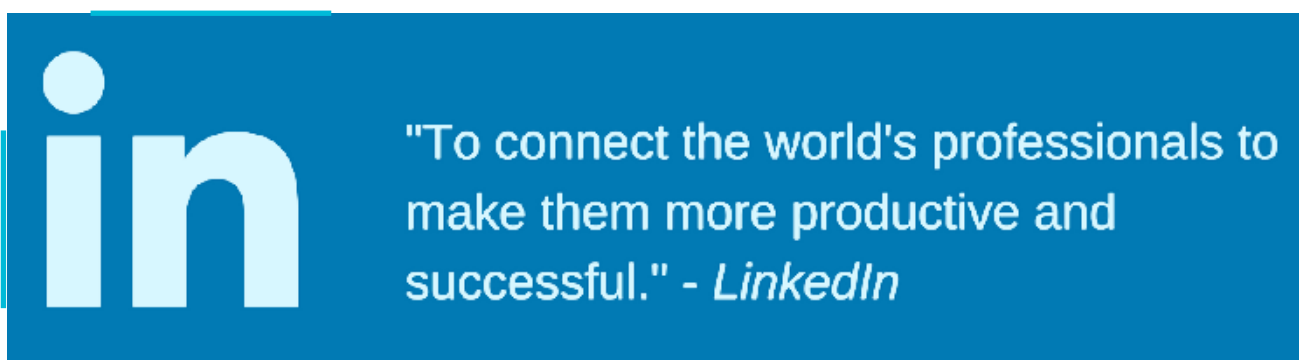 in
"To connect the world's professionals to
make them more productive and
successful." - LinkedIn